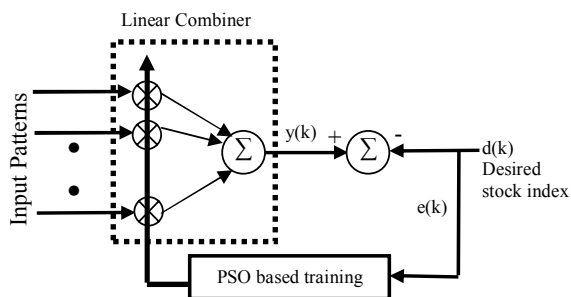 Linear Combiner
Input Patterns
Σ
y(k)
+
-
Σ
d(k)
Desired
stock index
e(k)
PSO based training